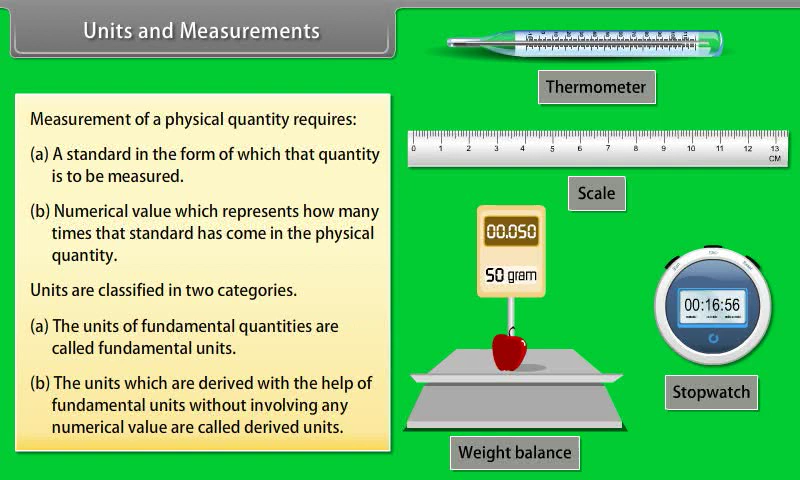 Units and Measurements
Measurement of a physical quantity requires:
(a) A standard in the form of which that quantity
is to be measured.
(b) Numerical value which represents how many
times that standard has come in the physical
quantity.
Units are classified in two categories.
(a) The units of fundamental quantities are
called fundamental units.
(b) The units which are derived with the help of
fundamental units without involving any
numerical value are called derived units.
Thermometer
0 1 2 3 4 5 6 7 8 9 10 11 12 13
CM
Scale
00.050
50 gram
Weight balance
00:16:56
Stopwatch